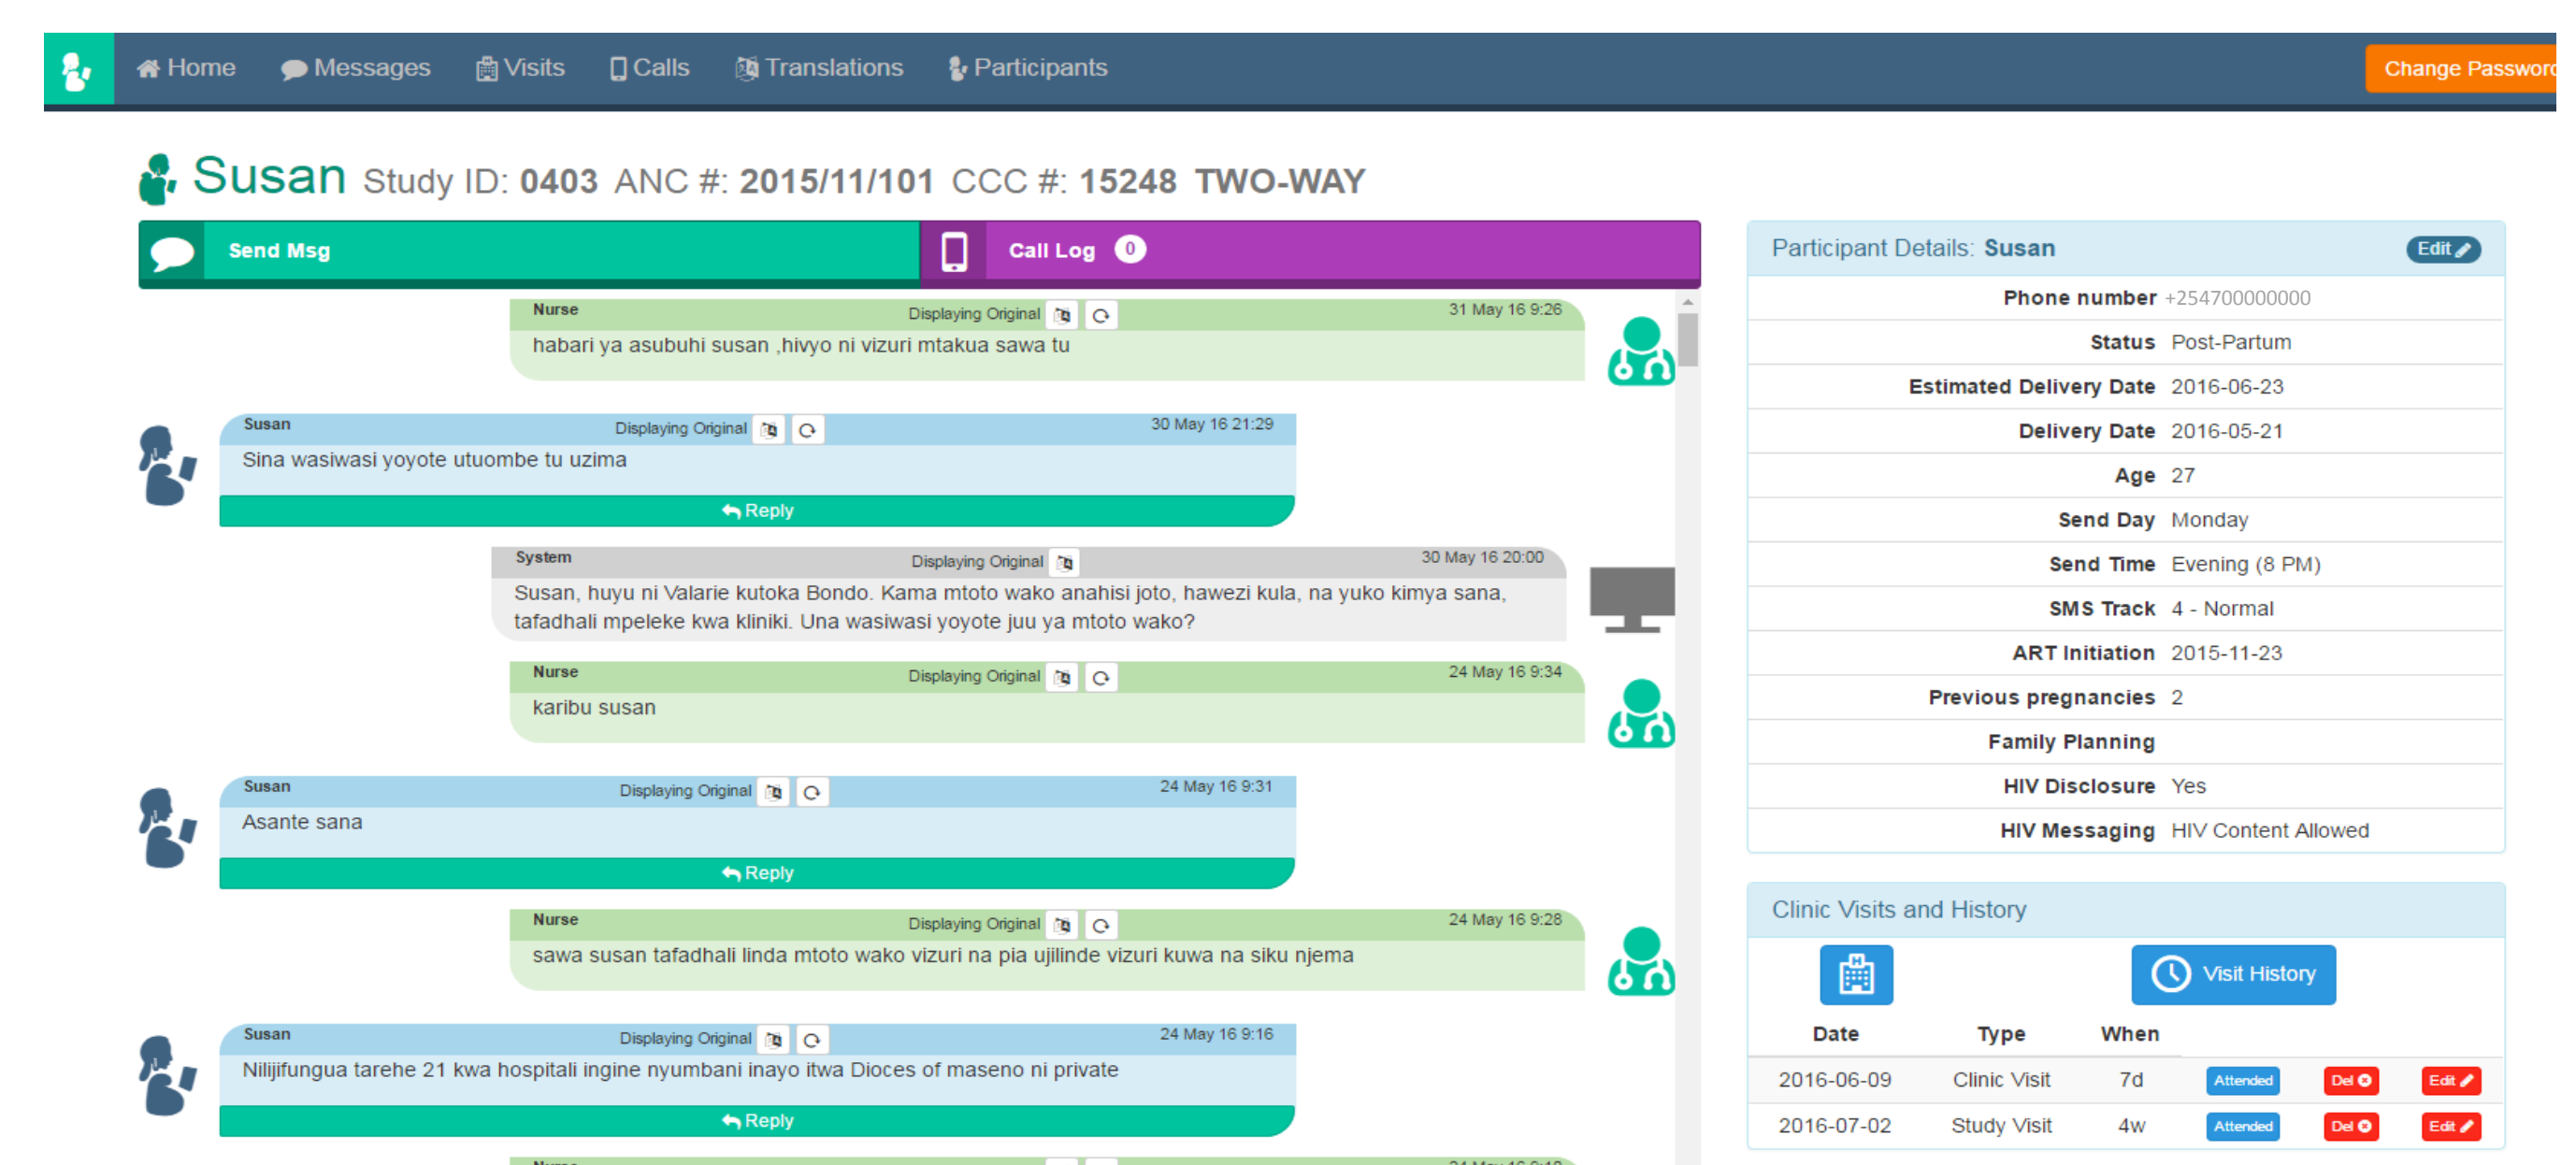 Home Messages Visits Calls Translations Participants Change Password
Susan Study ID: 0403 ANC #: 2015/11/101 CCC #: 15248 TWO-WAY
Send Msg Call Log 0
Nurse Displaying Original 31 May 16 9:26
habari ya asubuhi susan ,hivyo ni vizuri mtakua sawa tu
Susan Displaying Original 30 May 16 21:29
Sina wasiwasi yoyote utuombe tu uzima
Reply
System Displaying Original 30 May 16 20:00
Susan, huyu ni Valarie kutoka Bondo. Kama mtoto wako anahisi joto, hawezi kula, na yuko kimya sana,
tafadhali mpeleke kwa kliniki. Una wasiwasi yoyote juu ya mtoto wako?
Nurse Displaying Original 24 May 16 9:34
karibu susan
Susan Displaying Original 24 May 16 9:31
Asante sana
Reply
Nurse Displaying Original 24 May 16 9:28
sawa susan tafadhali linda mtoto wako vizuri na pia ujilinde vizuri kuwa na siku njema
Susan Displaying Original 24 May 16 9:16
Nilijifungua tarehe 21 kwa hospitali ingine nyumbani inayo itwa Dioces of maseno ni private
Reply
Participant Details: Susan Edit
Phone number +254700000000
Status Post-Partum
Estimated Delivery Date 2016-06-23
Delivery Date 2016-05-21
Age 27
Send Day Monday
Send Time Evening (8 PM)
SMS Track 4 - Normal
ART Initiation 2015-11-23
Previous pregnancies 2
Family Planning
HIV Disclosure Yes
HIV Messaging HIV Content Allowed
Clinic Visits and History
Visit History
Date Type When
2016-06-09 Clinic Visit 7d Attended Del Edit
2016-07-02 Study Visit 4w Attended Del Edit